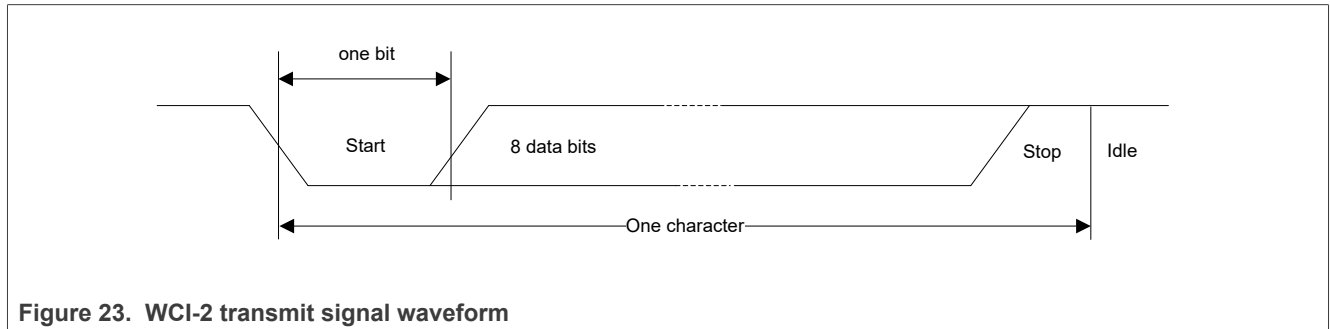 one bit
Start
8 data bits
Stop
Idle
One character
Figure 23. WCI-2 transmit signal waveform